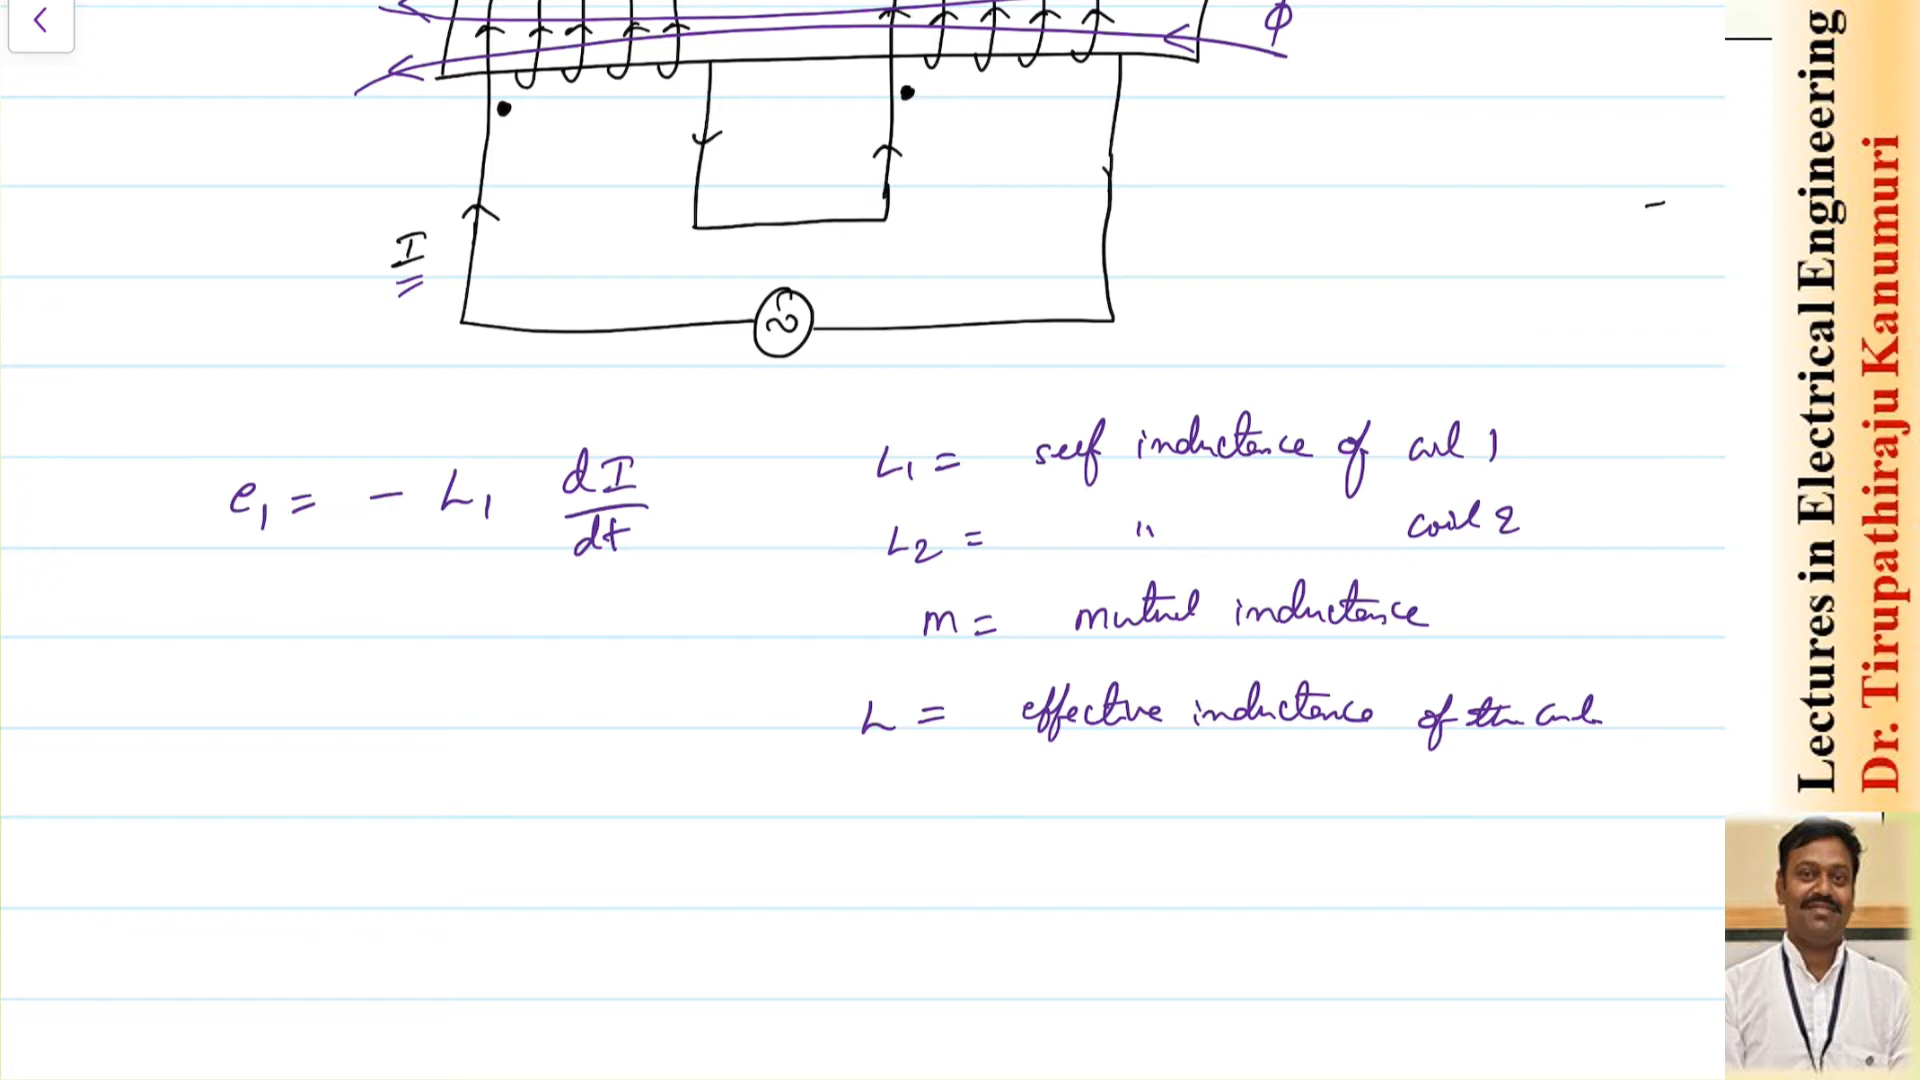 ϕ
I
e₁ = - L₁ dI/dt
L₁ = self inductance of coil 1
L₂ = " coil 2
m = mutual inductance
L = effective inductance of the
Lectures in Electrical Engineering
Dr. Tirupathiraju Kanumuri